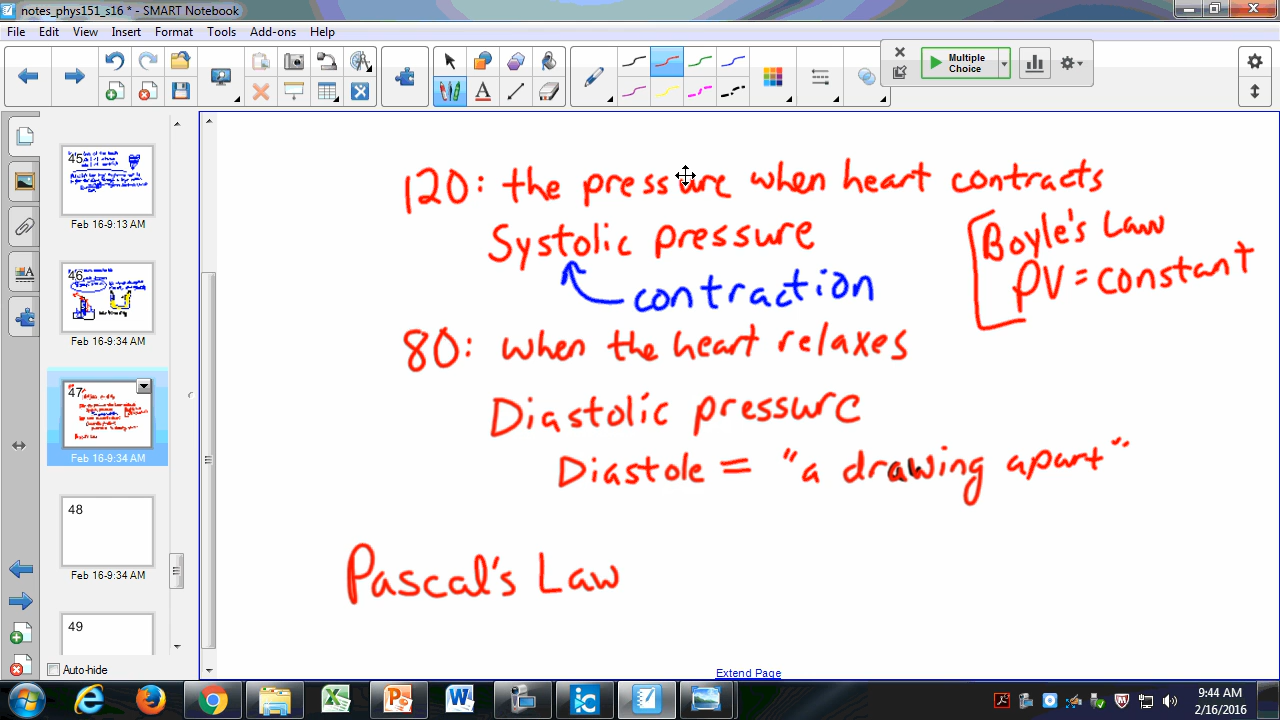 notes_phys151_s16 * - SMART Notebook
File Edit View Insert Format Tools Add-ons Help
Multiple
Choice
45
Feb 16-9:13 AM
46
Feb 16-9:34 AM
47
Feb 16-9:34 AM
48
Feb 16-9:34 AM
49
Auto-hide
120: the pressure when heart contracts
Systolic pressure
contraction
Boyle's Law
PV = constant
80: when the heart relaxes
Diastolic pressure
Diastole = "a drawing apart"
Pascal's Law
Extend Page
9:44 AM
2/16/2016